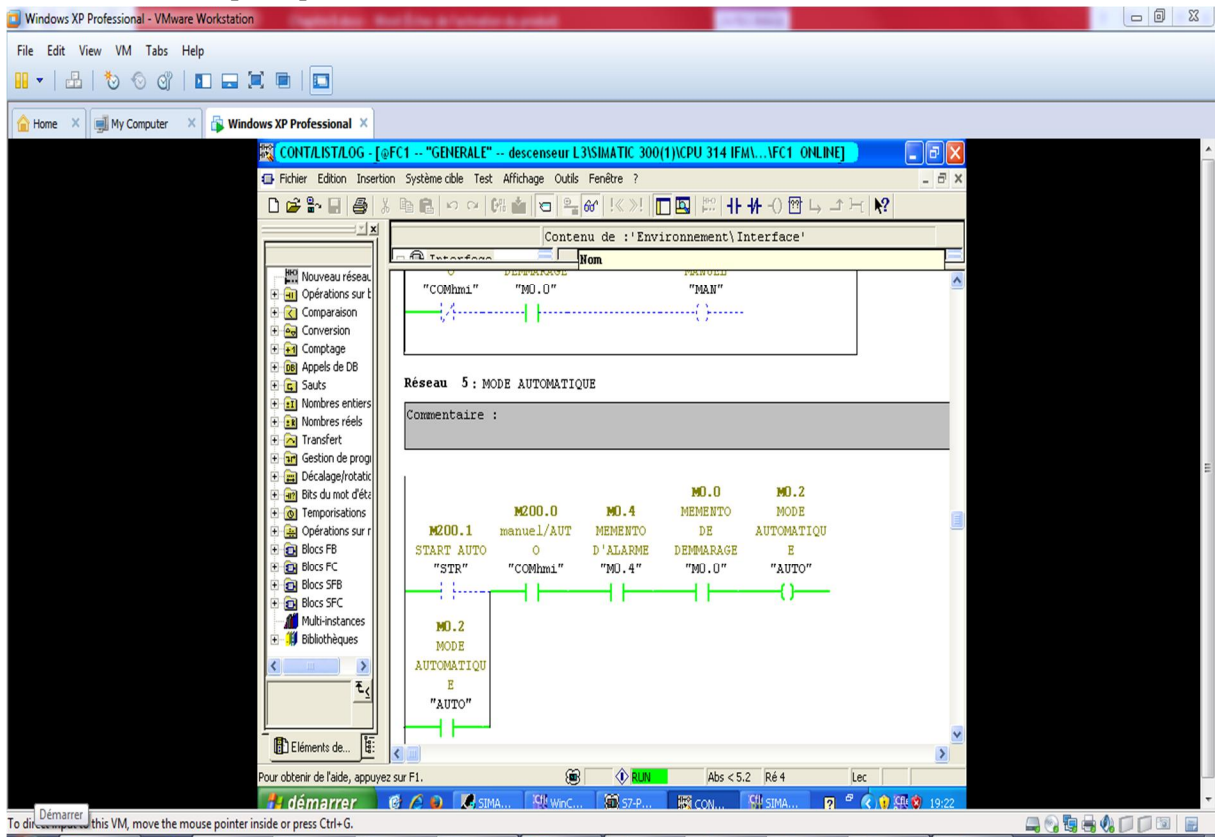 Windows XP Professional - VMware Workstation
File Edit View VM Tabs Help
Home My Computer Windows XP Professional
CONT/LIST/LOG - [@FC1 -- "GENERALE" -- descenseur L3\SIMATIC 300(1)\CPU 314 IFM\...\FC1 ONLINE]
Fichier Edition Insertion Système cible Test Affichage Outils Fenêtre ?
Contenu de :'Environnement\Interface'
Interface
Nom
Nouveau réseau
Opérations sur b
Comparaison
Conversion
Comptage
Appels de DB
Sauts
Nombres entiers
Nombres réels
Transfert
Gestion de progr
Décalage/rotatic
Bits du mot d'éta
Temporisations
Opérations sur r
Blocs FB
Blocs FC
Blocs SFB
Blocs SFC
Multi-instances
Bibliothèques
Eléments de...
O DEMMARAGE MANUEL
"COMhmi" "M0.0" "MAN"
Réseau 5 : MODE AUTOMATIQUE
Commentaire :
M200.1
START AUTO
"STR"
M200.0
manuel/AUT
O
"COMhmi"
M0.4
MEMENTO
D'ALARME
"M0.4"
M0.0
MEMENTO
DE
DEMMARAGE
"M0.0"
M0.2
MODE
AUTOMATIQU
E
"AUTO"
M0.2
MODE
AUTOMATIQU
E
"AUTO"
Pour obtenir de l'aide, appuyez sur F1.
RUN
Abs < 5.2 Ré 4 Lec
démarrer
SIMA... WinC... S7-P... CON... SIMA...
19:22
Démarrer
To direct input to this VM, move the mouse pointer inside or press Ctrl+G.